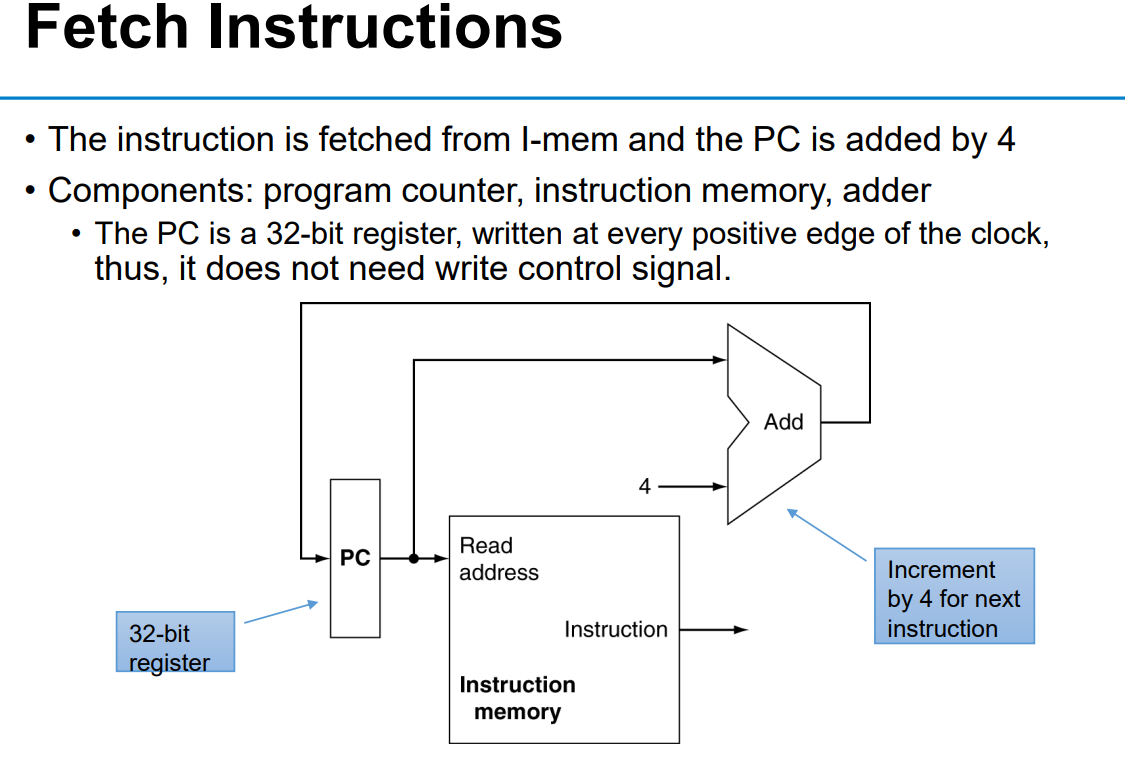 Fetch Instructions
• The instruction is fetched from I-mem and the PC is added by 4
• Components: program counter, instruction memory, adder
• The PC is a 32-bit register, written at every positive edge of the clock,
thus, it does not need write control signal.
Add
4
PC
Read
address
Instruction
Instruction
memory
32-bit
register
Increment
by 4 for next
instruction